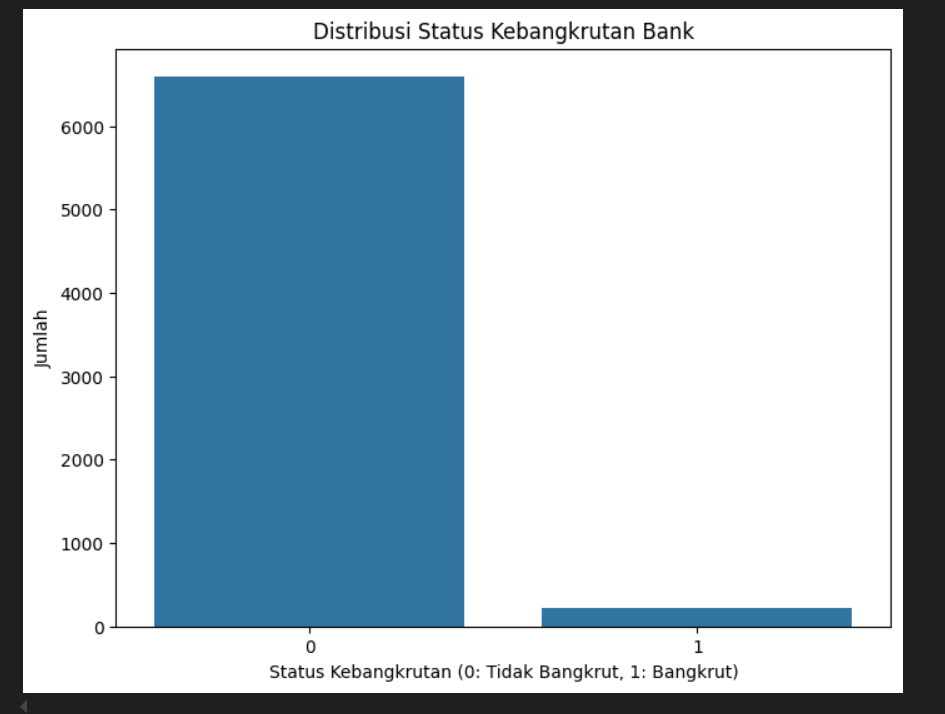 Distribusi Status Kebangkrutan Bank
6000
5000
4000
3000
2000
1000
0
Jumlah
0 1
Status Kebangkrutan (0: Tidak Bangkrut, 1: Bangkrut)